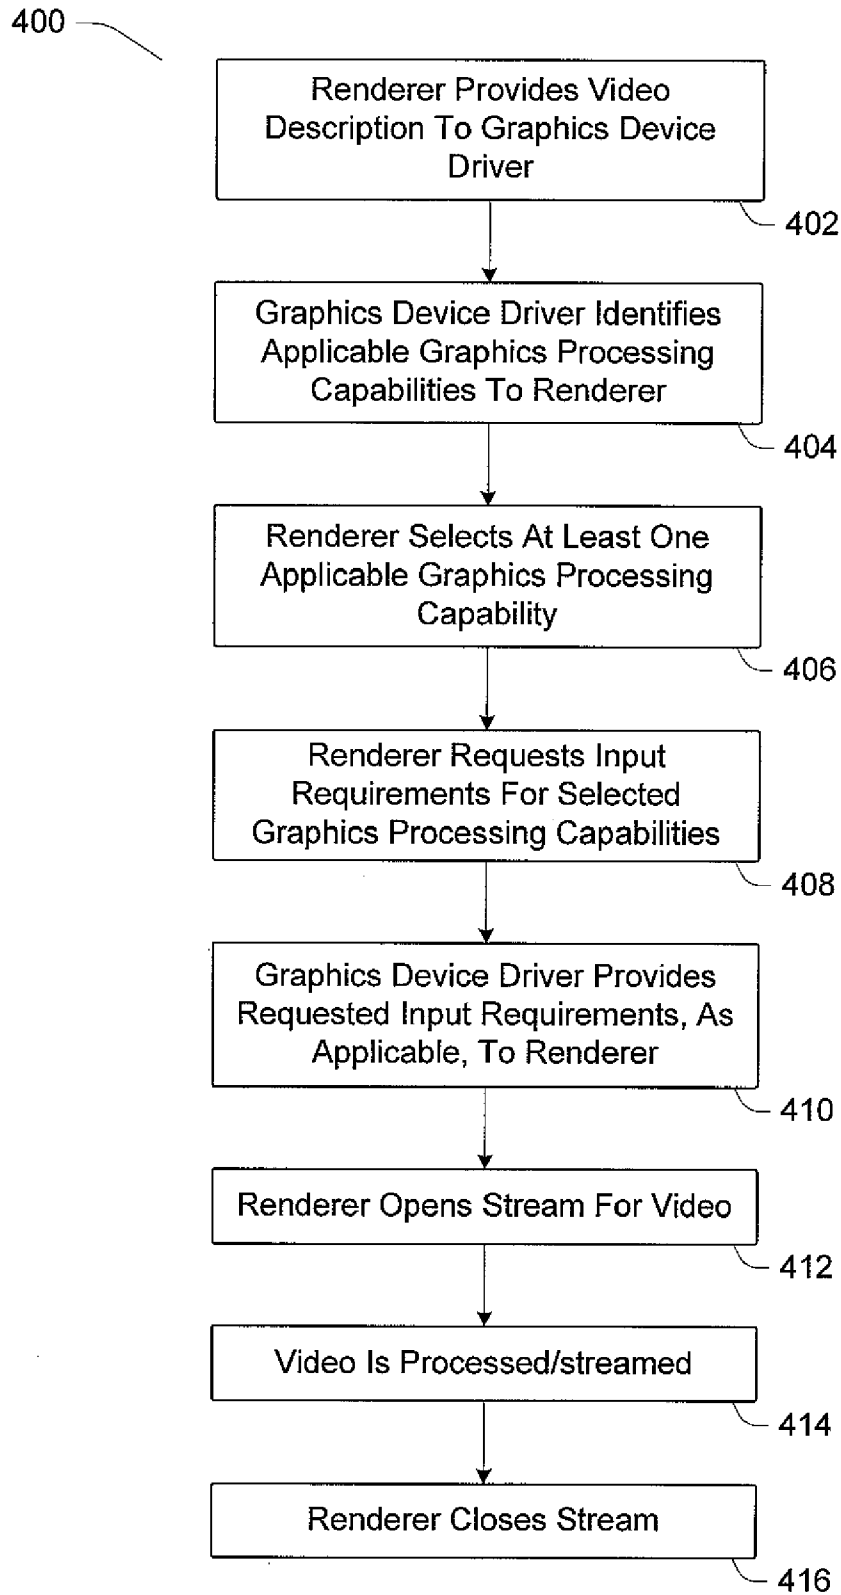 400
Renderer Provides Video
Description To Graphics Device
Driver
402
Graphics Device Driver Identifies
Applicable Graphics Processing
Capabilities To Renderer
404
Renderer Selects At Least One
Applicable Graphics Processing
Capability
406
Renderer Requests Input
Requirements For Selected
Graphics Processing Capabilities
408
Graphics Device Driver Provides
Requested Input Requirements, As
Applicable, To Renderer
410
Renderer Opens Stream For Video
412
Video Is Processed/streamed
414
Renderer Closes Stream
416